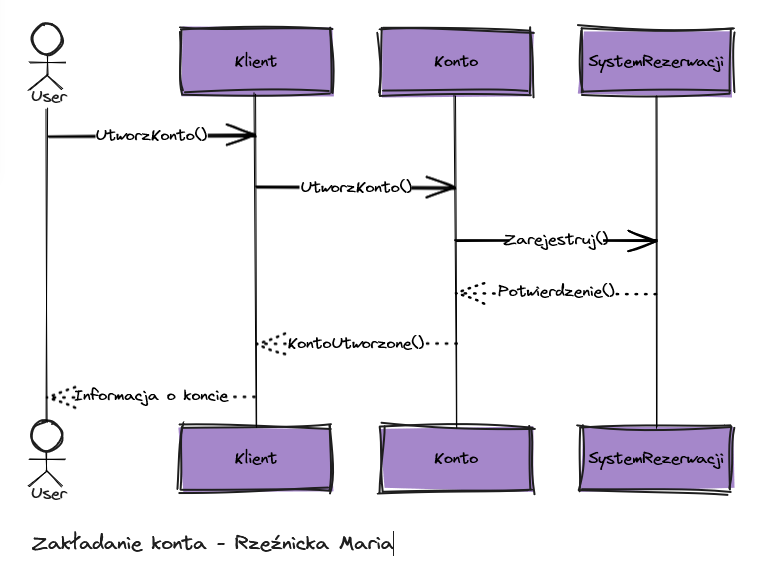 User
Klient
Konto
SystemRezerwacji
UtworzKonto()
UtworzKonto()
Zarejestruj()
Potwierdzenie()
KontoUtworzone()
Informacja o koncie
User
Klient
Konto
SystemRezerwacji
Zakładanie konta - Rzeźnicka Maria